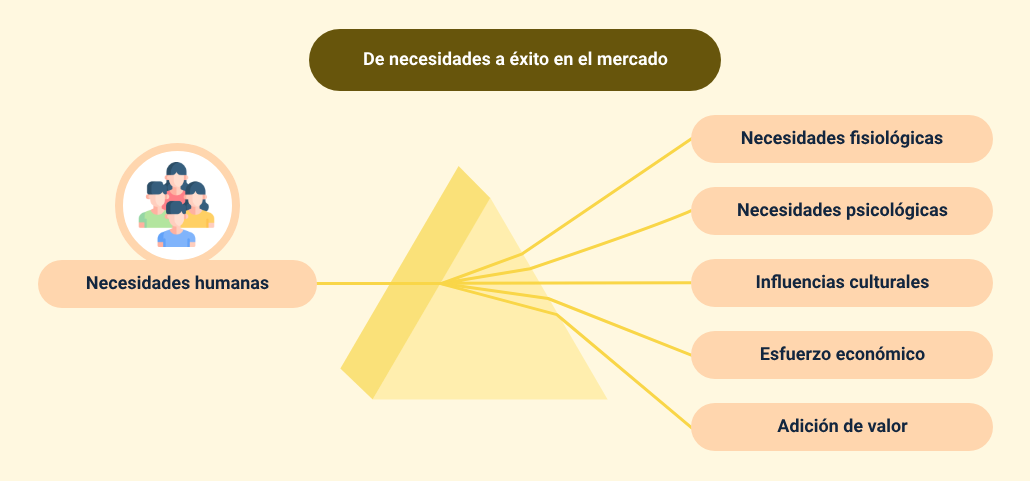 De necesidades a éxito en el mercado
Necesidades humanas
Necesidades fisiológicas
Necesidades psicológicas
Influencias culturales
Esfuerzo económico
Adición de valor